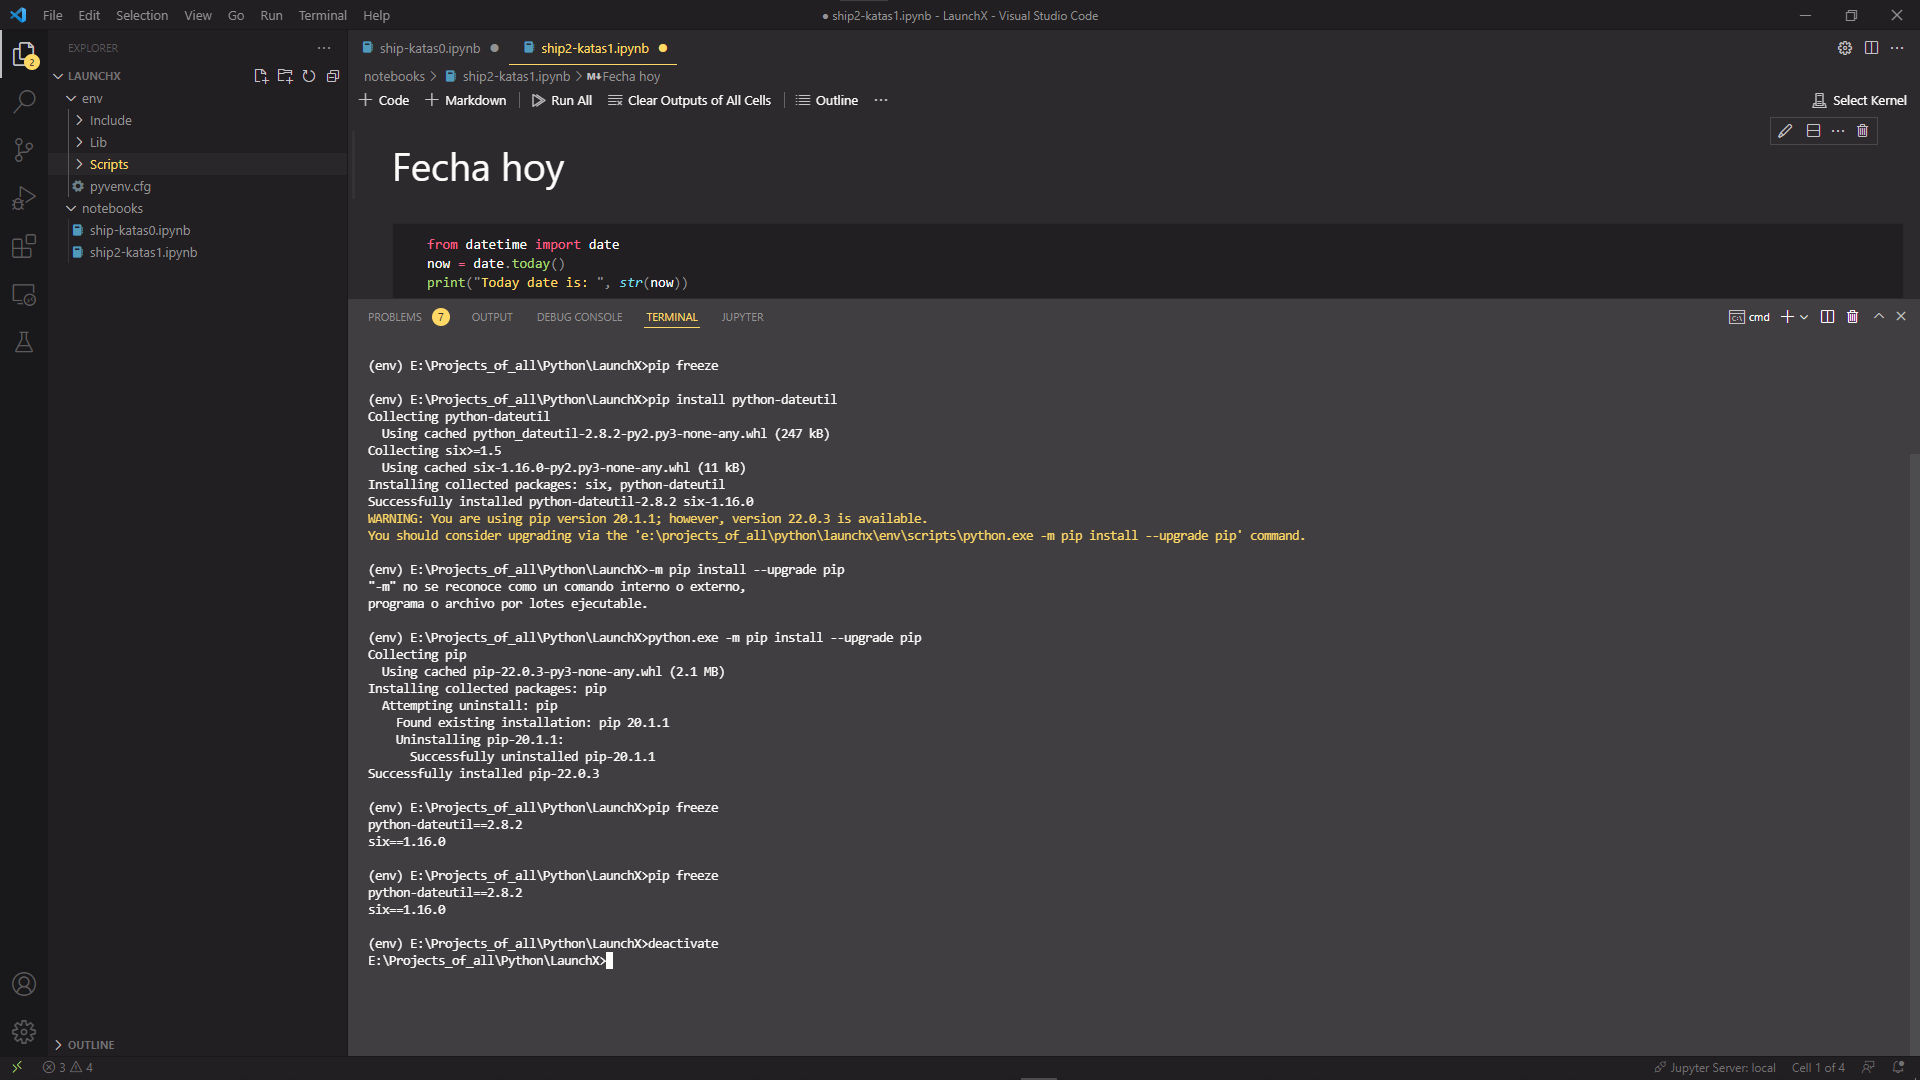 File Edit Selection View Go Run Terminal Help
● ship2-katas1.ipynb - LaunchX - Visual Studio Code
EXPLORER
LAUNCHX
env
Include
Lib
Scripts
pyvenv.cfg
notebooks
ship-katas0.ipynb
ship2-katas1.ipynb
OUTLINE
2
ship-katas0.ipynb ship2-katas1.ipynb
notebooks > ship2-katas1.ipynb > M↓Fecha hoy
Code Markdown Run All Clear Outputs of All Cells Outline ...
Select Kernel
Fecha hoy
from datetime import date
now = date.today()
print("Today date is: ", str(now))
PROBLEMS 7 OUTPUT DEBUG CONSOLE TERMINAL JUPYTER
cmd
(env) E:\Projects_of_all\Python\LaunchX>pip freeze
(env) E:\Projects_of_all\Python\LaunchX>pip install python-dateutil
Collecting python-dateutil
  Using cached python_dateutil-2.8.2-py2.py3-none-any.whl (247 kB)
Collecting six>=1.5
  Using cached six-1.16.0-py2.py3-none-any.whl (11 kB)
Installing collected packages: six, python-dateutil
Successfully installed python-dateutil-2.8.2 six-1.16.0
WARNING: You are using pip version 20.1.1; however, version 22.0.3 is available.
You should consider upgrading via the 'e:\projects_of_all\python\launchx\env\scripts\python.exe -m pip install --upgrade pip' command.
(env) E:\Projects_of_all\Python\LaunchX>-m pip install --upgrade pip
"-m" no se reconoce como un comando interno o externo,
programa o archivo por lotes ejecutable.
(env) E:\Projects_of_all\Python\LaunchX>python.exe -m pip install --upgrade pip
Collecting pip
  Using cached pip-22.0.3-py3-none-any.whl (2.1 MB)
Installing collected packages: pip
  Attempting uninstall: pip
    Found existing installation: pip 20.1.1
    Uninstalling pip-20.1.1:
      Successfully uninstalled pip-20.1.1
Successfully installed pip-22.0.3
(env) E:\Projects_of_all\Python\LaunchX>pip freeze
python-dateutil==2.8.2
six==1.16.0
(env) E:\Projects_of_all\Python\LaunchX>pip freeze
python-dateutil==2.8.2
six==1.16.0
(env) E:\Projects_of_all\Python\LaunchX>deactivate
E:\Projects_of_all\Python\LaunchX>
3 4
Jupyter Server: local Cell 1 of 4